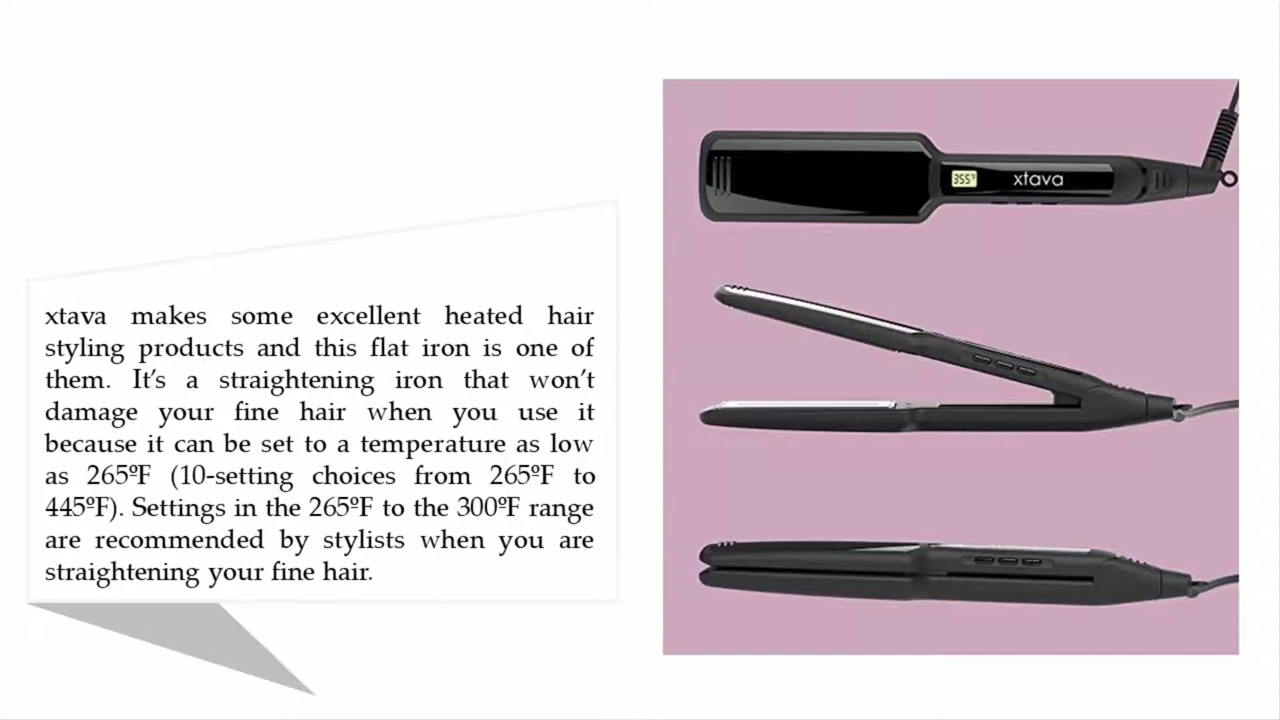 xtava makes some excellent heated hair
styling products and this flat iron is one of
them. It's a straightening iron that won't
damage your fine hair when you use it
because it can be set to a temperature as low
as 265ºF (10-setting choices from 265ºF to
445ºF). Settings in the 265ºF to the 300ºF range
are recommended by stylists when you are
straightening your fine hair.
355°F
xtava